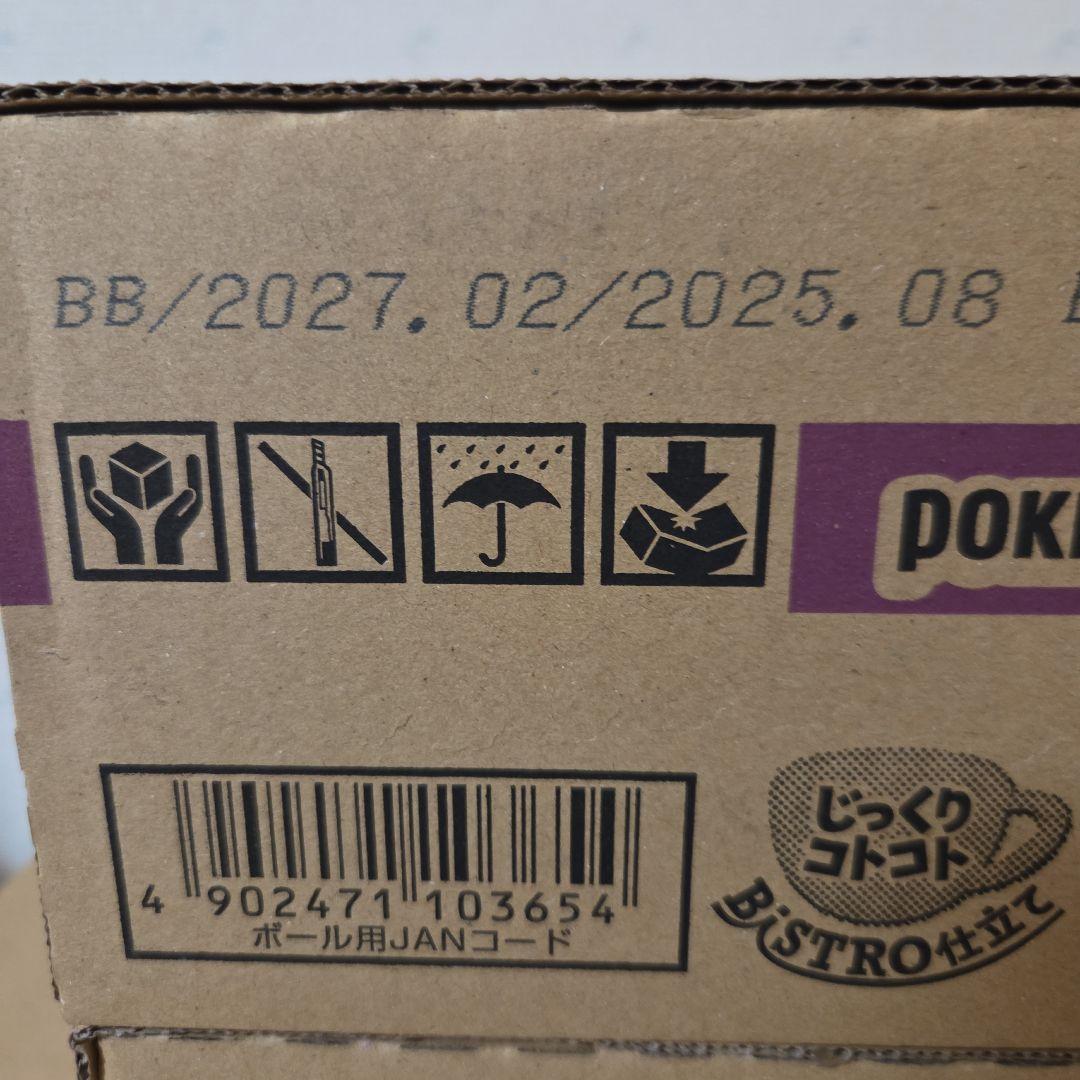 BB/2027.02/2025.08
POK
4 902471 103654
ボール用JANコード
じっくり
コトコト
BiSTRO仕立て